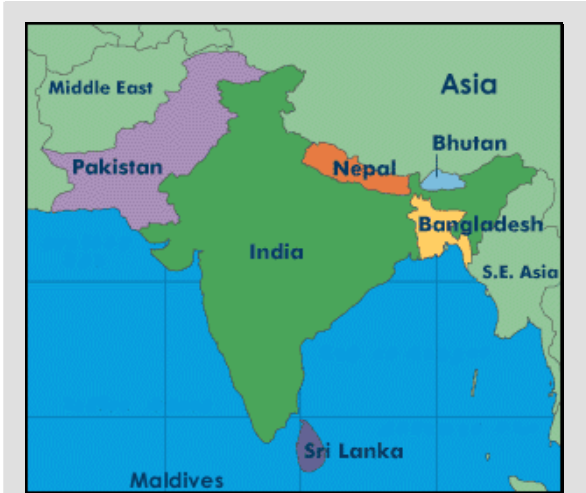 Asia
Middle East
Bhutan
Pakistan
Nepal
Bangladesh
India
S.E. Asia
Sri Lanka
Maldives